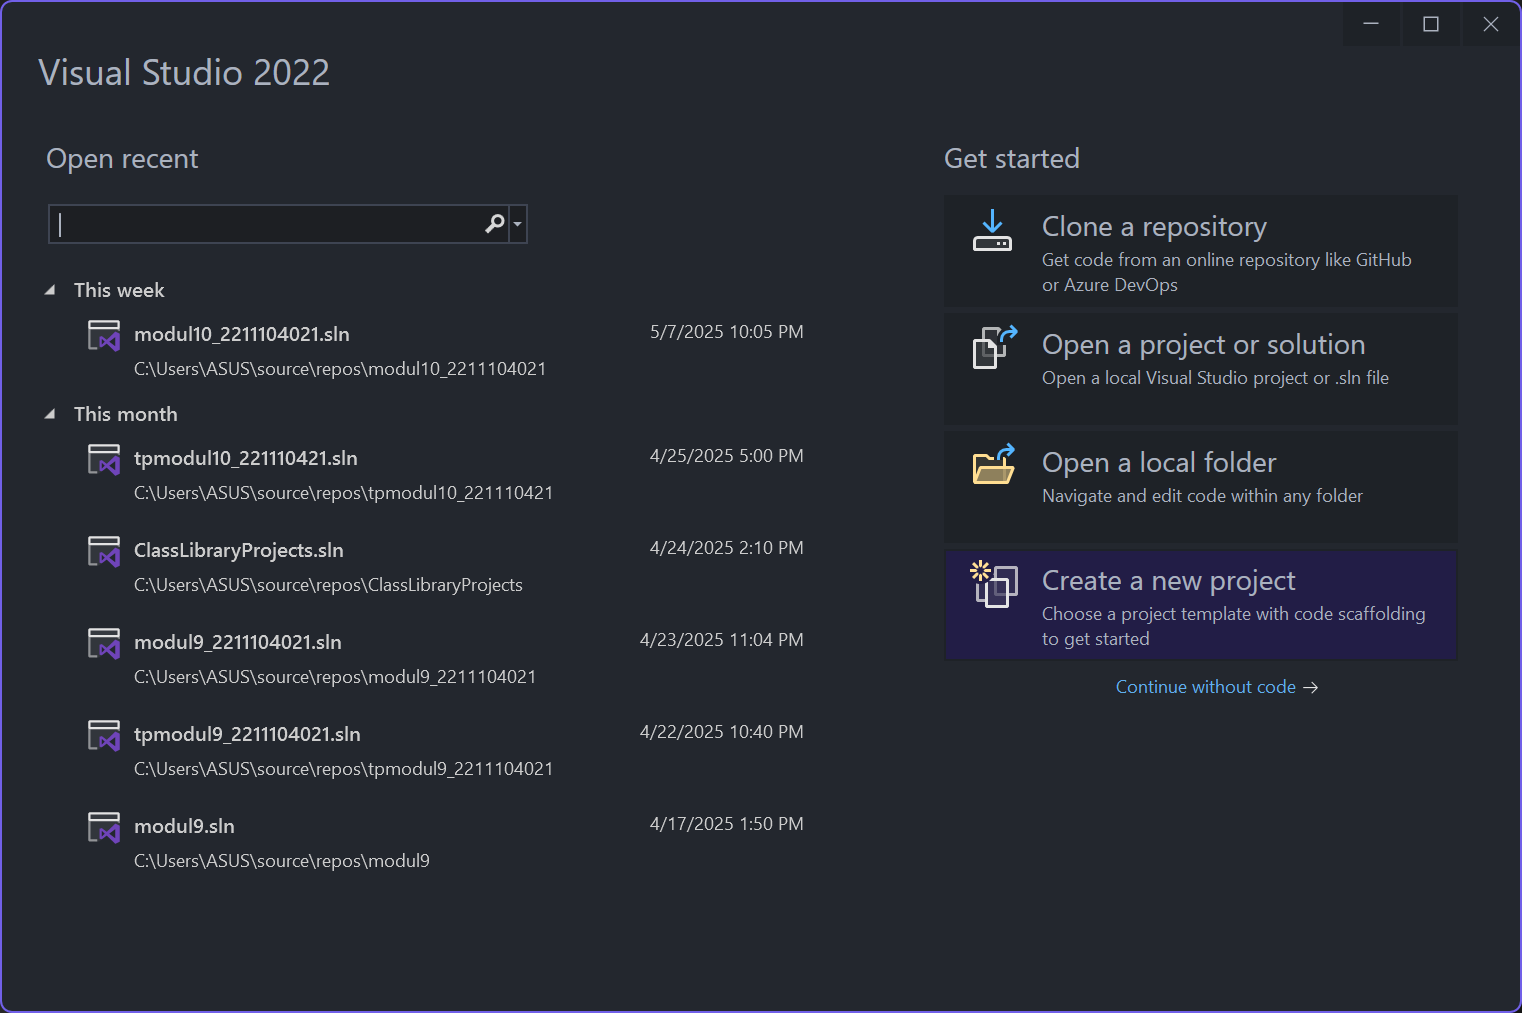 Visual Studio 2022
Open recent
This week
modul10_2211104021.sln 5/7/2025 10:05 PM
C:\Users\ASUS\source\repos\modul10_2211104021
This month
tpmodul10_221110421.sln 4/25/2025 5:00 PM
C:\Users\ASUS\source\repos\tpmodul10_221110421
ClassLibraryProjects.sln 4/24/2025 2:10 PM
C:\Users\ASUS\source\repos\ClassLibraryProjects
modul9_2211104021.sln 4/23/2025 11:04 PM
C:\Users\ASUS\source\repos\modul9_2211104021
tpmodul9_2211104021.sln 4/22/2025 10:40 PM
C:\Users\ASUS\source\repos\tpmodul9_2211104021
modul9.sln 4/17/2025 1:50 PM
C:\Users\ASUS\source\repos\modul9
Get started
Clone a repository
Get code from an online repository like GitHub
or Azure DevOps
Open a project or solution
Open a local Visual Studio project or .sln file
Open a local folder
Navigate and edit code within any folder
Create a new project
Choose a project template with code scaffolding
to get started
Continue without code →